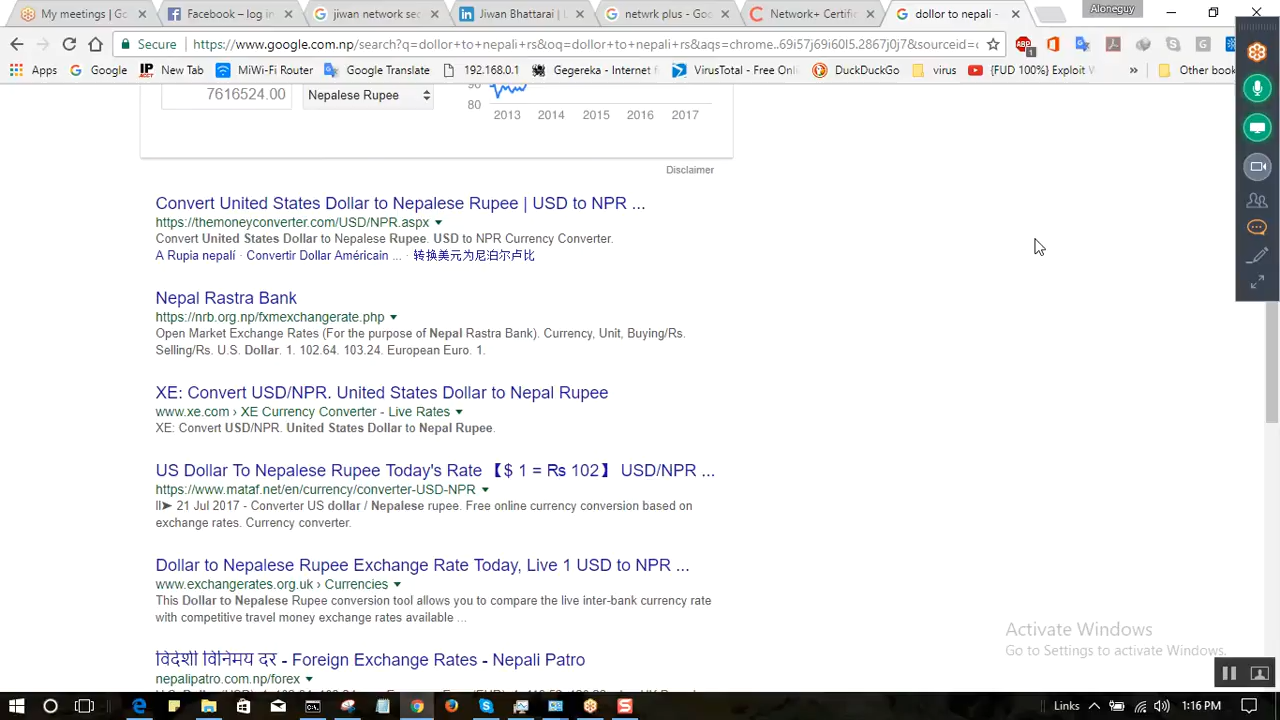 My meetings | Go
Facebook – log in
jiwan networksec
Jiwan Bhattarai | L
netwrk plus - Goo
Network+ Certific
dollor to nepali -
Aloneguy
Secure
https://www.google.com.np/search?q=dollor+to+nepali+rs&oq=dollor+to+nepali+rs&aqs=chrome..69i57j69i60l5.2867j0j7&sourceid...
Apps
Google
New Tab
MiWi-Fi Router
Google Translate
192.168.0.1
Gegereka - Internet f
VirusTotal - Free Onli
DuckDuckGo
virus
(FUD 100%) Exploit V
»
Other book
7616524.00
Nepalese Rupee
80
2013 2014 2015 2016 2017
Disclaimer
Convert United States Dollar to Nepalese Rupee | USD to NPR ...
https://themoneyconverter.com/USD/NPR.aspx
Convert United States Dollar to Nepalese Rupee. USD to NPR Currency Converter.
A Rupia nepalí · Convertir Dollar Américain ... · 转换美元为尼泊尔卢比
Nepal Rastra Bank
https://nrb.org.np/fxmexchangerate.php
Open Market Exchange Rates (For the purpose of Nepal Rastra Bank). Currency, Unit, Buying/Rs.
Selling/Rs. U.S. Dollar. 1. 102.64. 103.24. European Euro. 1.
XE: Convert USD/NPR. United States Dollar to Nepal Rupee
www.xe.com › XE Currency Converter - Live Rates
XE: Convert USD/NPR. United States Dollar to Nepal Rupee.
US Dollar To Nepalese Rupee Today's Rate 【$ 1 = ₨ 102】 USD/NPR ...
https://www.mataf.net/en/currency/converter-USD-NPR
ll➤ 21 Jul 2017 - Converter US dollar / Nepalese rupee. Free online currency conversion based on
exchange rates. Currency converter.
Dollar to Nepalese Rupee Exchange Rate Today, Live 1 USD to NPR ...
www.exchangerates.org.uk › Currencies
This Dollar to Nepalese Rupee conversion tool allows you to compare the live inter-bank currency rate
with competitive travel money exchange rates available ...
विदेशी विनिमय दर - Foreign Exchange Rates - Nepali Patro
nepalipatro.com.np/forex
Activate Windows
Go to Settings to activate Windows.
Links
1:16 PM